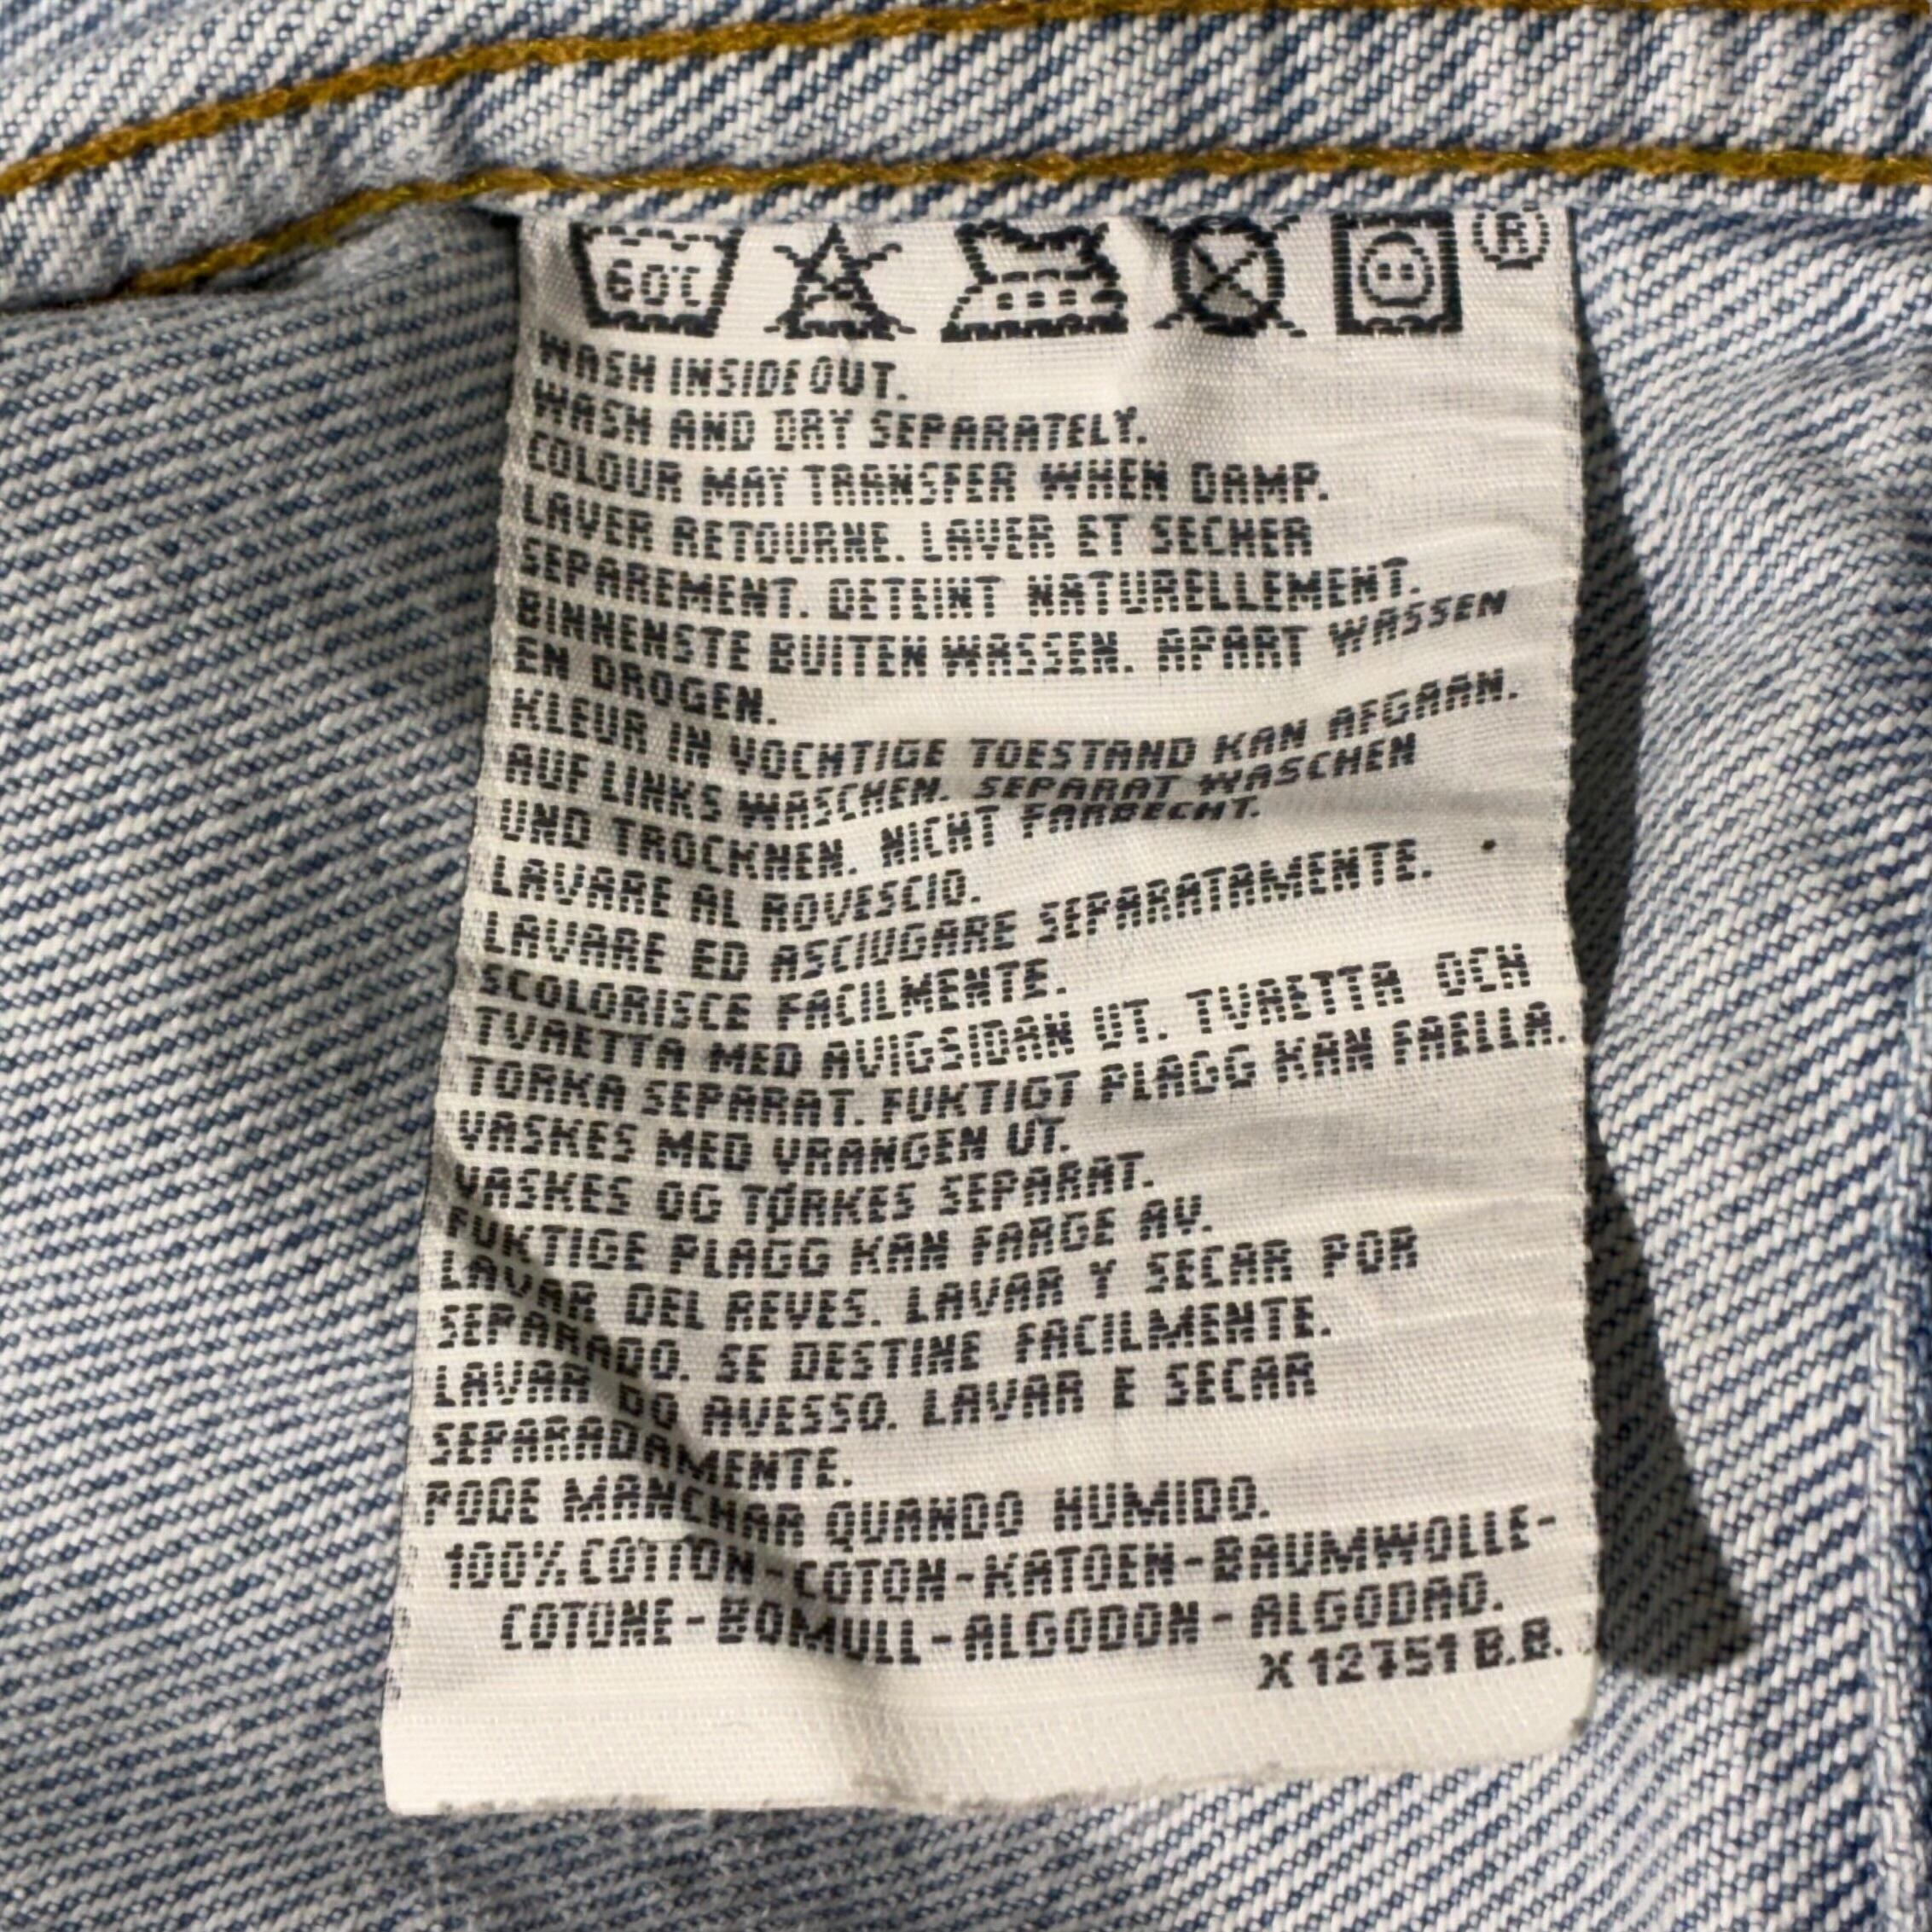 60°C
®
WASH INSIDE OUT.
WASH AND DRY SEPARATELY.
COLOUR MAY TRANSFER WHEN DAMP.
LAVER RETOURNE. LAVER ET SECHER
SEPAREMENT. DETEINT NATURELLEMENT.
BINNENSTE BUITEN WASSEN. APART WASSEN
EN DROGEN.
KLEUR IN VOCHTIGE TOESTAND KAN AFGAAN.
AUF LINKS WASCHEN. SEPARAT WASCHEN
UND TROCKNEN. NICHT FARBECHT.
LAVARE AL ROVESCIO.
LAVARE ED ASCIUGARE SEPARATAMENTE.
SCOLORISCE FACILMENTE.
TVAETTA MED AVIGSIDAN UT. TVAETTA OCH
TORKA SEPARAT. FUKTIGT PLAGG KAN FAELLA.
VASKES MED VRANGEN UT.
VASKES OG TØRKES SEPARAT.
FUKTIGE PLAGG KAN FARGE AV.
LAVAR DEL REVES. LAVAR Y SECAR POR
SEPARADO. SE DESTINE FACILMENTE.
LAVAR DO AVESSO. LAVAR E SECAR
SEPARADAMENTE.
PODE MANCHAR QUANDO HUMIDO.
100% COTTON-COTON-KATOEN-BAUMWOLLE-
COTONE-BOMULL-ALGODON-ALGODAO.
X 12751 B.B.